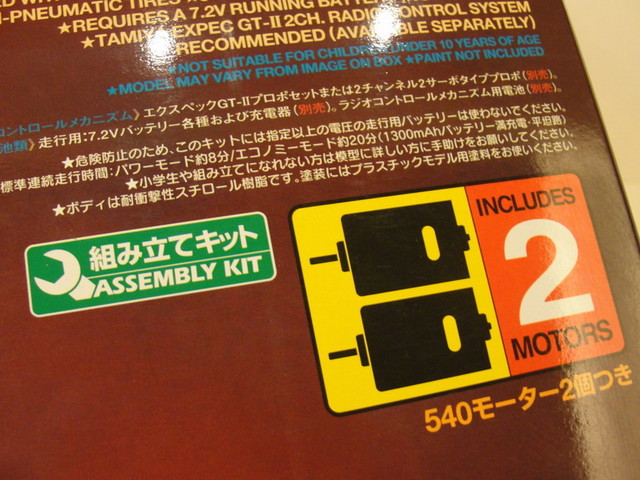 -PNEUMATIC TIRES
★REQUIRES A 7.2V RUNNING BATTERY
★TAMIYA EXPEC GT-II 2CH. RADIO CONTROL SYSTEM
RECOMMENDED (AVAILABLE SEPARATELY)
★NOT SUITABLE FOR CHILDREN UNDER 10 YEARS OF AGE
★MODEL MAY VARY FROM IMAGE ON BOX ★PAINT NOT INCLUDED
コントロールメカニズム》エクスペックGT-IIプロポセットまたは2チャンネル2サーボタイププロポ(別売)。
池類》走行用:7.2Vバッテリー各種および充電器(別売)。ラジオコントロールメカニズム用電池(別売)。
★危険防止のため、このキットには指定以上の電圧の走行用バッテリーは使わないでください。
標準連続走行時間:パワーモード約8分/エコノミーモード約20分(1300mAhバッテリー満充電・平坦路)
★小学生や組み立てになれない方は模型に詳しい方に手助けをお願いしてください。
★ボディは耐衝撃性スチロール樹脂です。塗装にはプラスチックモデル用塗料をお使いください。
組み立てキット
ASSEMBLY KIT
INCLUDES
2
MOTORS
540モーター2個つき